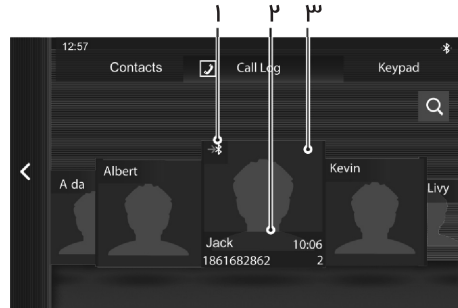 ١ ٢ ٣
12:57
Contacts Call Log Keypad
A da Albert Kevin Livy
Jack 10:06
1861682862 2